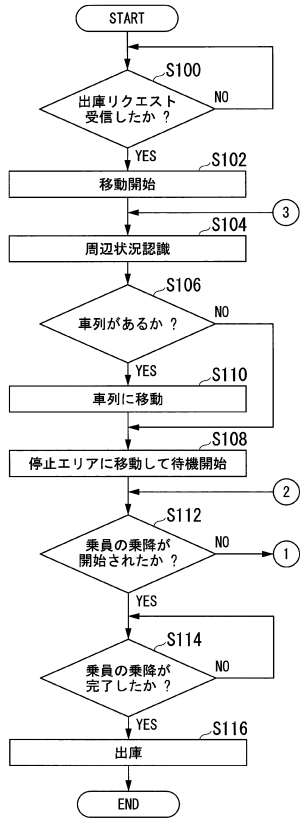 START
S100
出庫リクエスト
受信したか ?
NO
YES
S102
移動開始
3
S104
周辺状況認識
S106
車列があるか ?
NO
YES
S110
車列に移動
S108
停止エリアに移動して待機開始
2
S112
乗員の乗降が
開始されたか ?
NO
1
YES
S114
乗員の乗降が
完了したか ?
NO
YES
S116
出庫
END